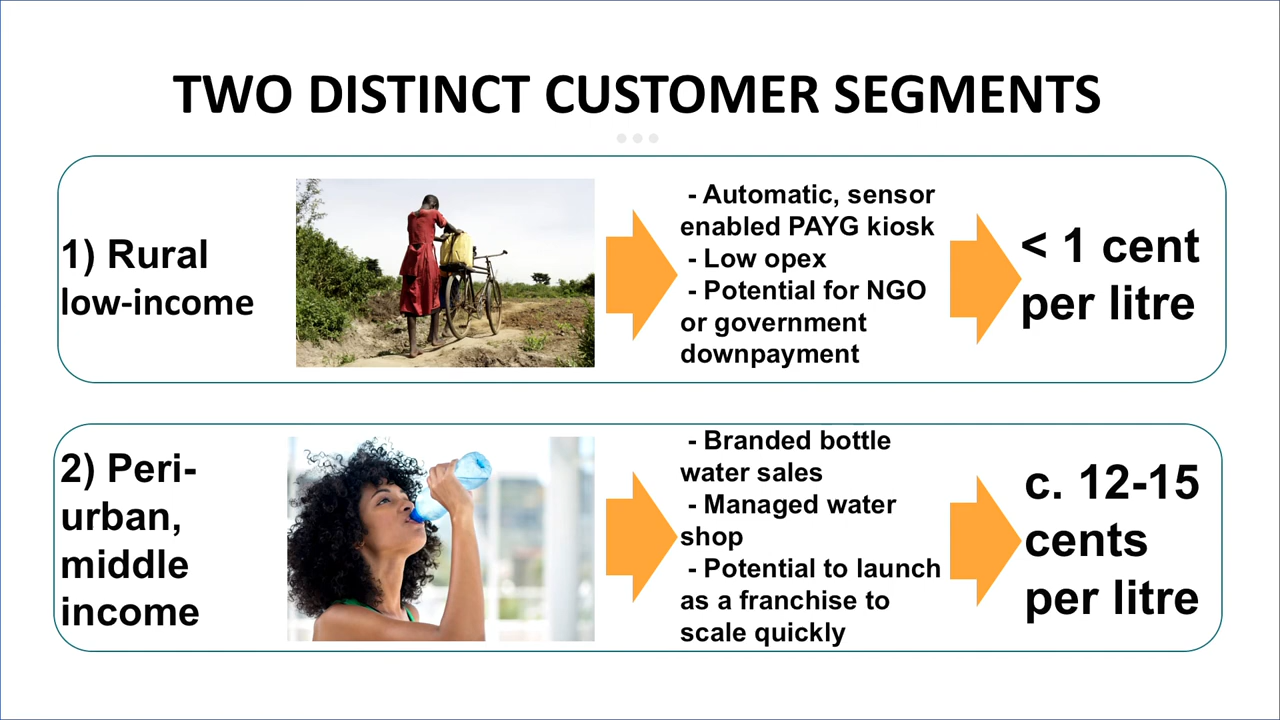 TWO DISTINCT CUSTOMER SEGMENTS
1) Rural
low-income
- Automatic, sensor
enabled PAYG kiosk
- Low opex
- Potential for NGO
or government
downpayment
< 1 cent
per litre
2) Peri-
urban,
middle
income
- Branded bottle
water sales
- Managed water
shop
- Potential to launch
as a franchise to
scale quickly
c. 12-15
cents
per litre